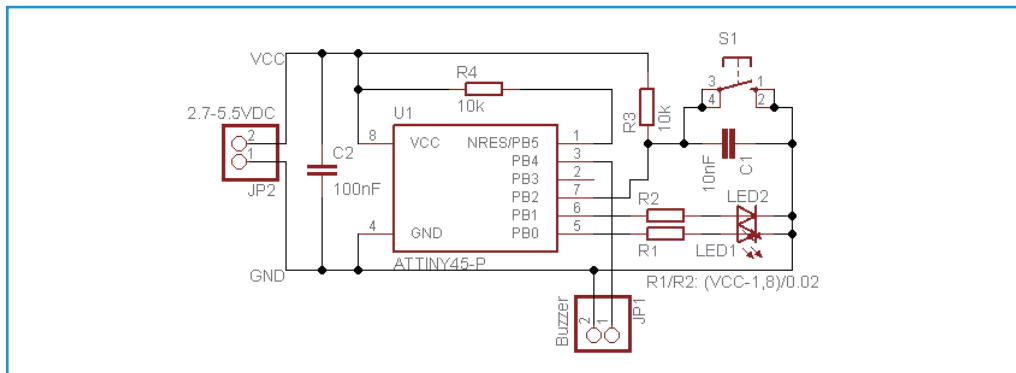 S1
VCC
R4
3 1
4 2
10k
2.7-5.5VDC
U1
R3
10k
8 VCC NRES/PB5 1
2
1
JP2
C2
100nF
PB4 3
PB3 2
PB2 7
PB1 6
PB0 5
4 GND
10nF
C1
R2
LED2
R1
LED1
ATTINY45-P
GND
R1/R2: (VCC-1,8)/0.02
Buzzer
2
1
JP1